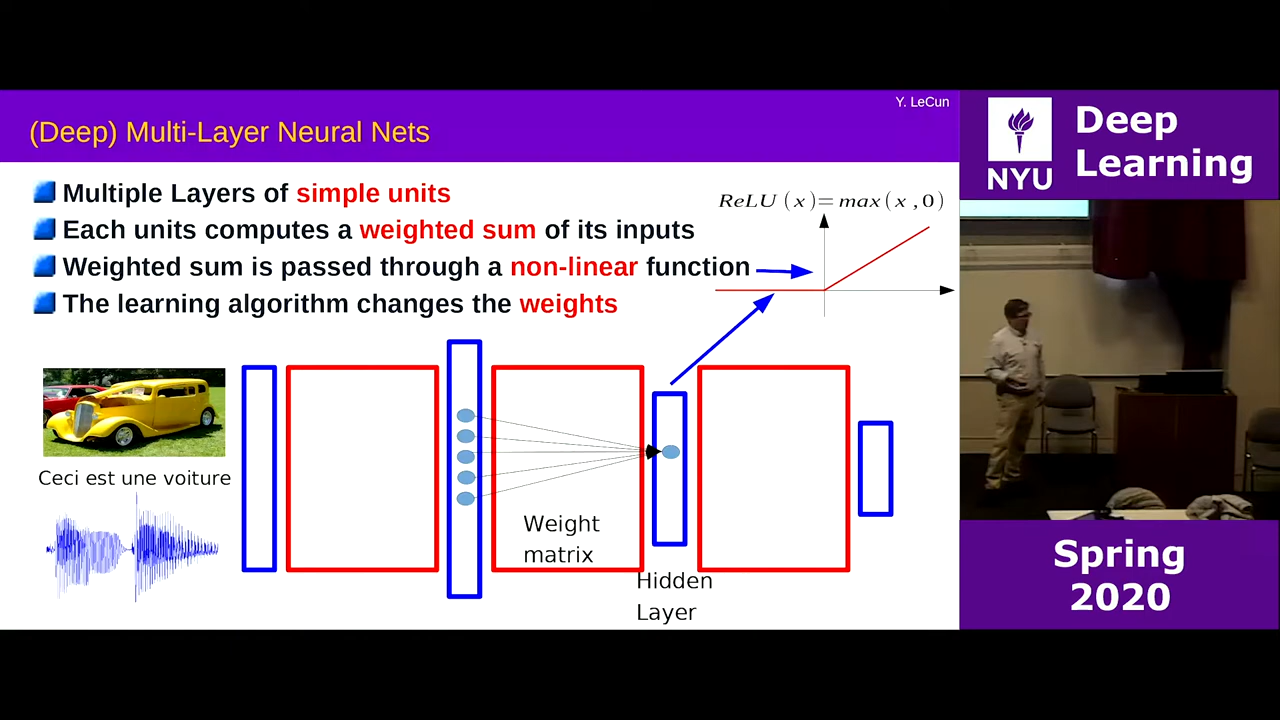 Y. LeCun
(Deep) Multi-Layer Neural Nets
Multiple Layers of simple units
Each units computes a weighted sum of its inputs
Weighted sum is passed through a non-linear function
The learning algorithm changes the weights
ReLU (x)= max(x ,0)
Ceci est une voiture
Weight
matrix
Hidden
Layer
NYU
Deep
Learning
Spring
2020